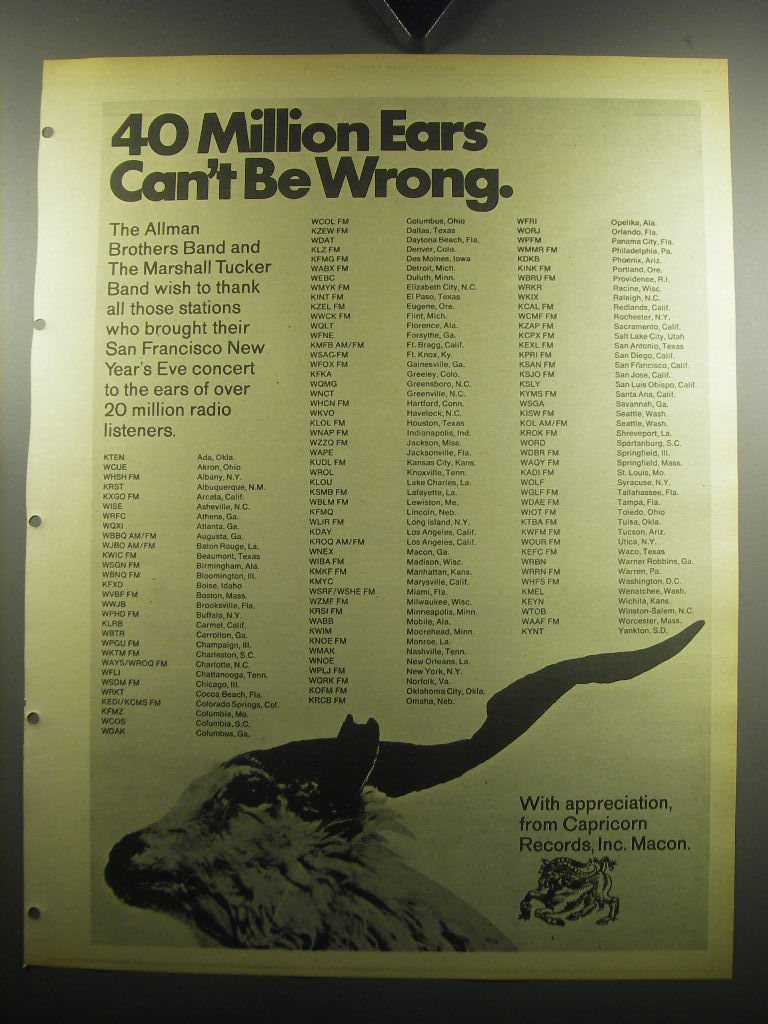 40 Million Ears
Can't Be Wrong.
The Allman
Brothers Band and
The Marshall Tucker
Band wish to thank
all those stations
who brought their
San Francisco New
Year's Eve concert
to the ears of over
20 million radio
listeners.
KTEN Ada, Okla.
WCUE Akron, Ohio
WHSH FM Albany, N.Y.
KRST Albuquerque, N.M.
KXGO FM Arcata, Calif.
WISE Asheville, N.C.
WRFC Athens, Ga.
WQXI Atlanta, Ga.
WBBQ AM/FM Augusta, Ga.
WJBO AM/FM Baton Rouge, La.
KWIC FM Beaumont, Texas
WSGN FM Birmingham, Ala.
WBNQ FM Bloomington, Ill.
KFXD Boise, Idaho
WVBF FM Boston, Mass.
WWJB Brooksville, Fla.
WPHD FM Buffalo, N.Y.
KLRB Carmel, Calif.
WBTR Carrolton, Ga.
WPGU FM Champaign, Ill.
WKTM FM Charleston, S.C.
WAYS/WROQ FM Charlotte, N.C.
WFLI Chattanooga, Tenn.
WSDM FM Chicago, Ill.
WRKT Cocoa Beach, Fla.
KEDI/KCMS FM Colorado Springs, Col.
KFMZ Columbia, Mo.
WCOS Columbia, S.C.
WDAK Columbus, Ga.
WCOL FM Columbus, Ohio
KZEW FM Dallas, Texas
WDAT Daytona Beach, Fla.
KLZ FM Denver, Colo.
KFMG FM Des Moines, Iowa
WABX FM Detroit, Mich.
WEBC Duluth, Minn.
WMYK FM Elizabeth City, N.C.
KINT FM El Paso, Texas
KZEL FM Eugene, Ore.
WWCK FM Flint, Mich.
WQLT Florence, Ala.
WFNE Forsythe, Ga.
KMFB AM/FM Ft. Bragg, Calif.
WSAC FM Ft. Knox, Ky.
WFOX FM Gainesville, Ga.
KFKA Greeley, Colo.
WQMG Greensboro, N.C.
WNCT Greenville, N.C.
WHCN FM Hartford, Conn.
WKVO Havelock, N.C.
KLOL FM Houston, Texas
WNAP FM Indianapolis, Ind.
WZZQ FM Jackson, Miss.
WAPE Jacksonville, Fla.
KUDL FM Kansas City, Kans.
WROL Knoxville, Tenn.
KLOU Lake Charles, La.
KSMB FM Lafayette, La.
WBLM FM Lewiston, Me.
KFMQ Lincoln, Neb.
WLIR FM Long Island, N.Y.
KDAY Los Angeles, Calif.
KROQ AM/FM Los Angeles, Calif.
WNEX Macon, Ga.
WIBA FM Madison, Wisc.
KMKF FM Manhattan, Kans.
KMYC Marysville, Calif.
WSRF/WSHE FM Miami, Fla.
WZMF FM Milwaukee, Wisc.
KRSI FM Minneapolis, Minn.
WABB Mobile, Ala.
KWIM Moorehead, Minn.
KNOE FM Monroe, La.
WMAK Nashville, Tenn.
WNOE New Orleans, La.
WPLJ FM New York, N.Y.
WQRK FM Norfolk, Va.
KOFM FM Oklahoma City, Okla.
KRCB FM Omaha, Neb.
WFRI Opelika, Ala.
WORJ Orlando, Fla.
WPFM Panama City, Fla.
WMMR FM Philadelphia, Pa.
KDKB Phoenix, Ariz.
KINK FM Portland, Ore.
WBRU FM Providence, R.I.
WRKR Racine, Wisc.
WKIX Raleigh, N.C.
KCAL FM Redlands, Calif.
WCMF FM Rochester, N.Y.
KZAP FM Sacramento, Calif.
KCPX FM Salt Lake City, Utah
KEXL FM San Antonio, Texas
KPRI FM San Diego, Calif.
KSAN FM San Francisco, Calif.
KSJO FM San Jose, Calif.
KSLY San Luis Obispo, Calif.
KYMS FM Santa Ana, Calif.
WSGA Savannah, Ga.
KISW FM Seattle, Wash.
KOL AM/FM Seattle, Wash.
KROK FM Shreveport, La.
WORD Spartanburg, S.C.
WDBR FM Springfield, Ill.
WAQY FM Springfield, Mass.
KADI FM St. Louis, Mo.
WOLF Syracuse, N.Y.
WGLF FM Tallahassee, Fla.
WDAE FM Tampa, Fla.
WIOT FM Toledo, Ohio
KTBA FM Tulsa, Okla.
KWFM FM Tucson, Ariz.
WOUR FM Utica, N.Y.
KEFC FM Waco, Texas
WRBN Warner Robbins, Ga.
WRRN FM Warren, Pa.
WHFS FM Washington, D.C.
KMEL Wenatchee, Wash.
KEYN Wichita, Kans.
WTOB Winston-Salem, N.C.
WAAF FM Worcester, Mass.
KYNT Yankton, S.D.
With appreciation,
from Capricorn
Records, Inc. Macon.